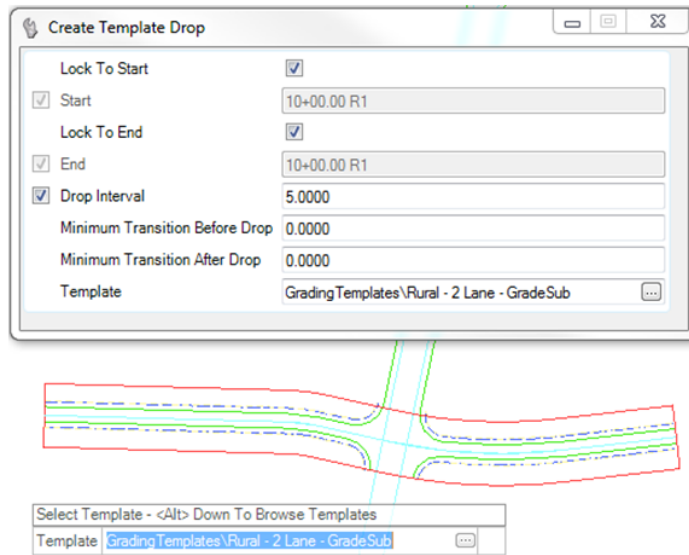 Create Template Drop
Lock To Start
Start 10+00.00 R1
Lock To End
End 10+00.00 R1
Drop Interval 5.0000
Minimum Transition Before Drop 0.0000
Minimum Transition After Drop 0.0000
Template GradingTemplates\Rural - 2 Lane - GradeSub ...
Select Template - <Alt> Down To Browse Templates
Template GradingTemplates\Rural - 2 Lane - GradeSub ...